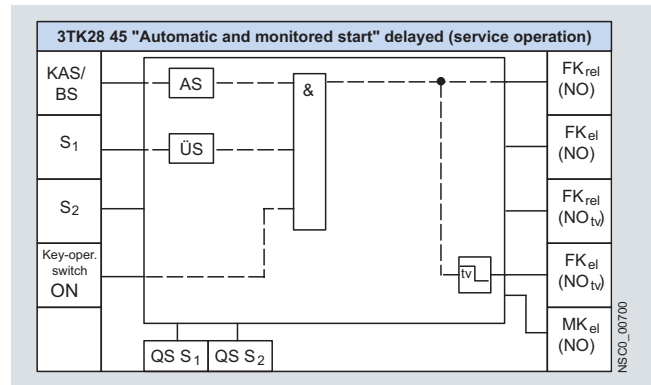 3TK28 45 "Automatic and monitored start" delayed (service operation)
KAS/
BS
AS
&
FKrel
(NO)
S1
ÜS
FKel
(NO)
S2
FKrel
(NOtv)
Key-oper.
switch
ON
tv
FKel
(NOtv)
MKel
(NO)
QS S1
QS S2
NSC0_00700